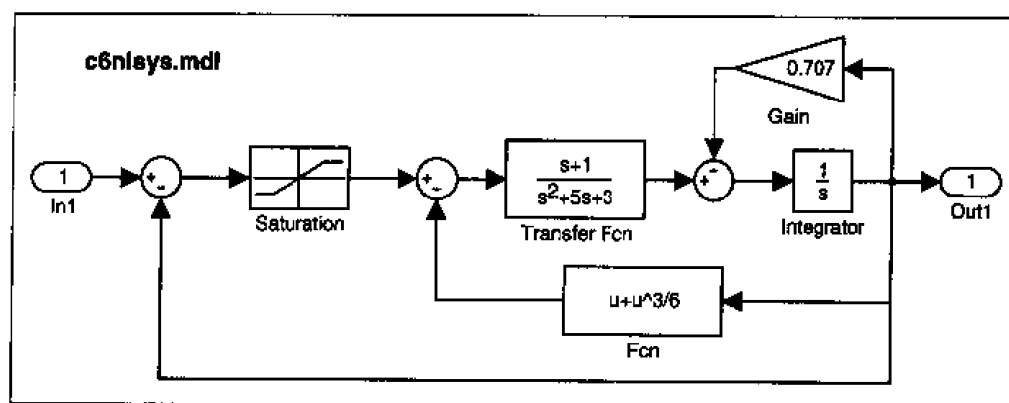 c6nlsys.mdl
0.707
Gain
1
In1
+
-
Saturation
+
-
s+1
s^2+5s+3
Transfer Fcn
-
+
1
s
Integrator
1
Out1
u+u^3/6
Fcn